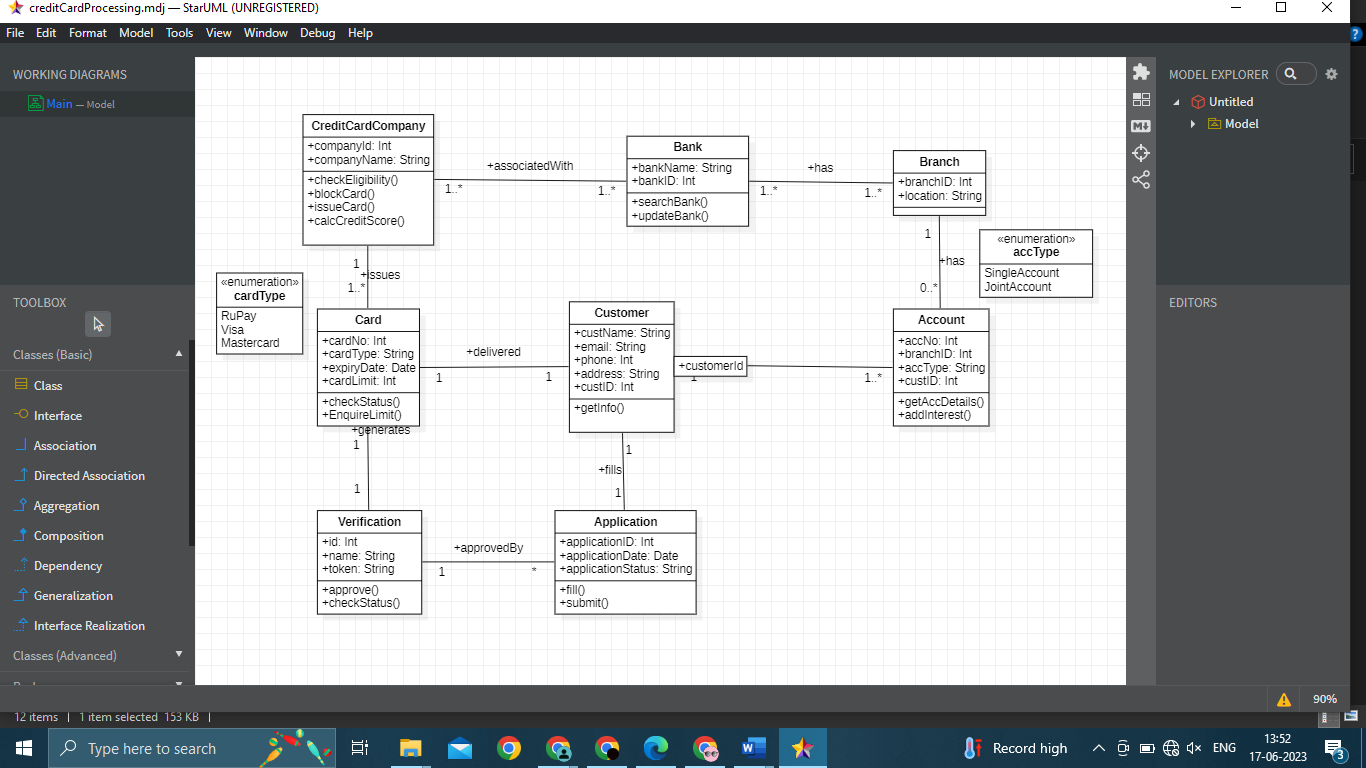 creditCardProcessing.mdj — StarUML (UNREGISTERED)
File Edit Format Model Tools View Window Debug Help
WORKING DIAGRAMS
Main — Model
TOOLBOX
Classes (Basic)
Class
Interface
Association
Directed Association
Aggregation
Composition
Dependency
Generalization
Interface Realization
Classes (Advanced)
CreditCardCompany
+companyId: Int
+companyName: String
+checkEligibility()
+blockCard()
+issueCard()
+calcCreditScore()
+associatedWith
1..*
1..*
Bank
+bankName: String
+bankID: Int
+searchBank()
+updateBank()
+has
1..*
1..*
Branch
+branchID: Int
+location: String
1
+has
0..*
«enumeration»
accType
SingleAccount
JointAccount
1
+issues
1..*
«enumeration»
cardType
RuPay
Visa
Mastercard
Card
+cardNo: Int
+cardType: String
+expiryDate: Date
+cardLimit: Int
+checkStatus()
+EnquireLimit()
+delivered
1
1
Customer
+custName: String
+email: String
+phone: Int
+address: String
+custID: Int
+getInfo()
+customerId
1
1..*
Account
+accNo: Int
+branchID: Int
+accType: String
+custID: Int
+getAccDetails()
+addInterest()
+generates
1
1
1
+fills
1
Verification
+id: Int
+name: String
+token: String
+approve()
+checkStatus()
+approvedBy
1
*
Application
+applicationID: Int
+applicationDate: Date
+applicationStatus: String
+fill()
+submit()
MODEL EXPLORER
Untitled
Model
EDITORS
90%
12 items | 1 item selected 153 KB |
Type here to search
Record high
ENG
13:52
17-06-2023
3